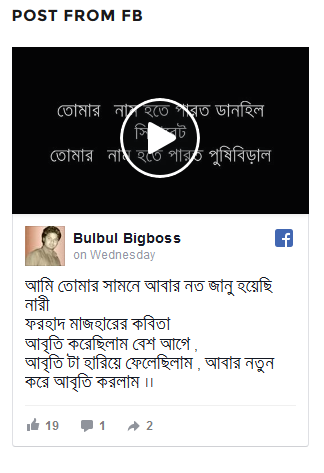 POST FROM FB
তোমার নাম হতে পারত ডানহিল
তোমার নাম হতে পারত পুষিবিড়াল
Bulbul Bigboss
on Wednesday
আমি তোমার সামনে আবার নত জানু হয়েছি
নারী
ফরহাদ মাজহারের কবিতা
আবৃতি করেছিলাম বেশ আগে ,
আবৃতি টা হারিয়ে ফেলেছিলাম , আবার নতুন
করে আবৃতি করলাম ।।
19 1 2